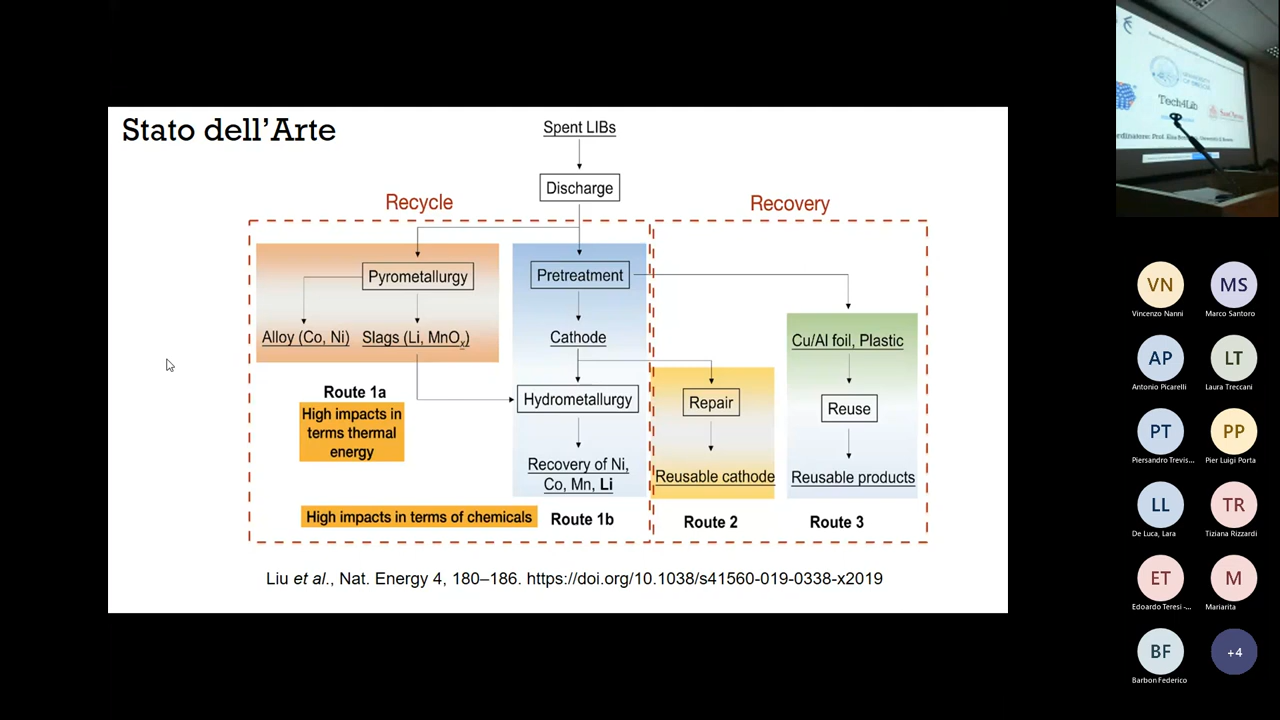 Stato dell'Arte
Spent LIBs
Discharge
Recycle
Recovery
Pyrometallurgy
Pretreatment
Alloy (Co, Ni)
Slags (Li, MnOx)
Cathode
Cu/Al foil, Plastic
Route 1a
High impacts in
terms thermal
energy
Hydrometallurgy
Repair
Reuse
Recovery of Ni,
Co, Mn, Li
Reusable cathode
Reusable products
High impacts in terms of chemicals
Route 1b
Route 2
Route 3
Liu et al., Nat. Energy 4, 180–186. https://doi.org/10.1038/s41560-019-0338-x2019
Tech4Lib
VN
Vincenzo Nanni
MS
Marco Santoro
AP
Antonio Picarelli
LT
Laura Treccani
PT
Piersandro Trevis...
PP
Pier Luigi Porta
LL
De Luca, Lara
TR
Tiziana Rizzardi
ET
Edoardo Teresi -...
M
Mariarita
BF
Barbon Federico
+4